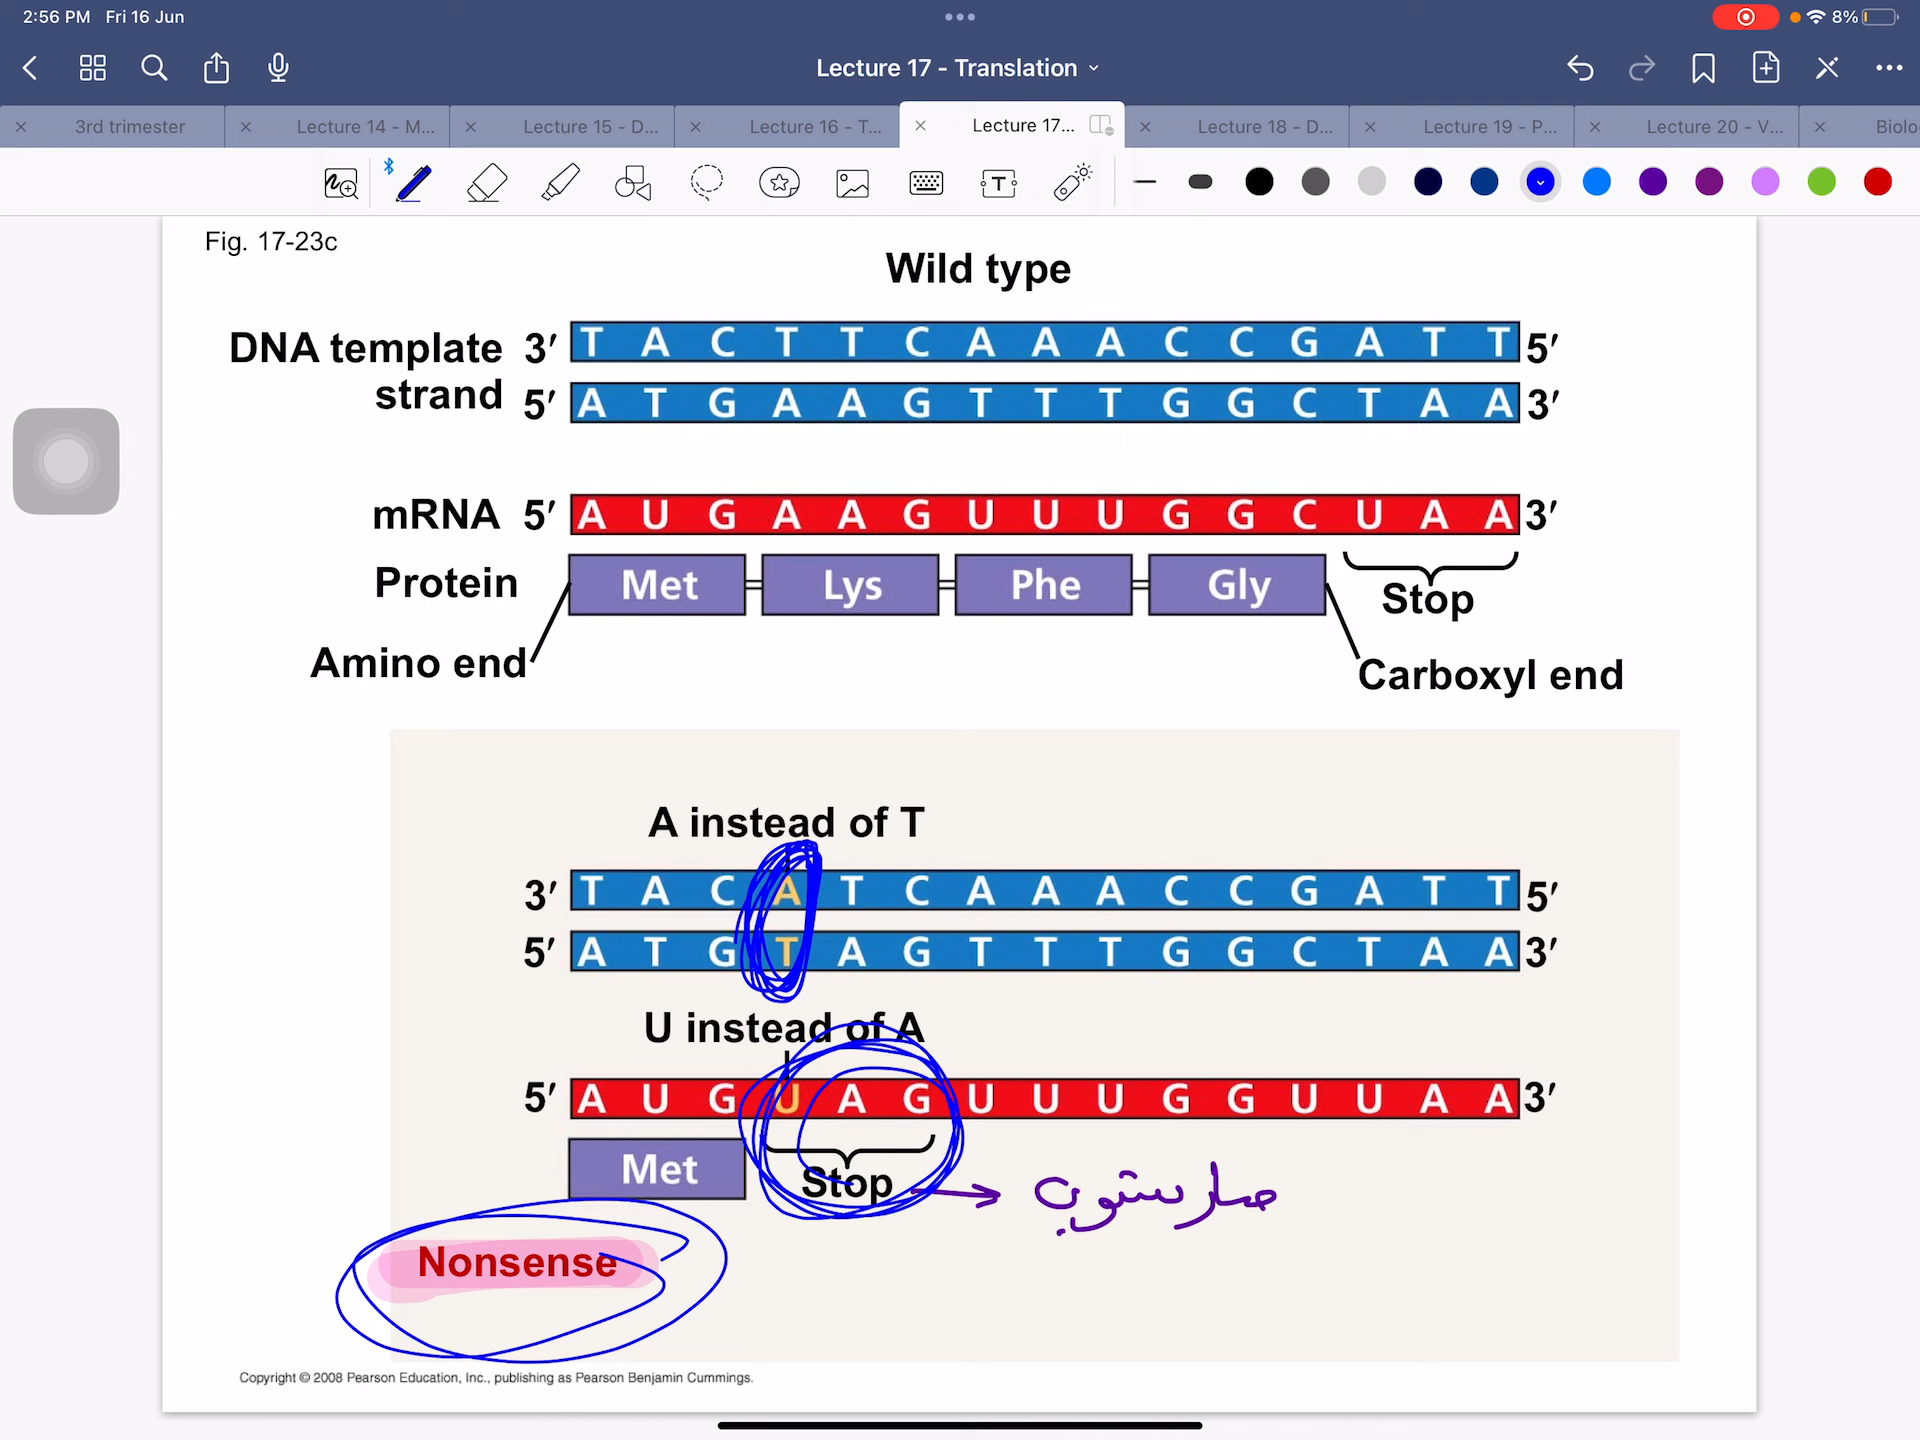 2:56 PM Fri 16 Jun
8%
Lecture 17 - Translation
3rd trimester
Lecture 14 - M...
Lecture 15 - D...
Lecture 16 - T...
Lecture 17...
Lecture 18 - D...
Lecture 19 - P...
Lecture 20 - V...
Biolo
T
Fig. 17-23c
Wild type
DNA template strand
3′ T A C T T C A A A C C G A T T 5′
5′ A T G A A G T T T G G C T A A 3′
mRNA 5′ A U G A A G U U U G G C U A A 3′
Protein Met Lys Phe Gly Stop
Amino end Carboxyl end
A instead of T
3′ T A C A T C A A A C C G A T T 5′
5′ A T G T A G T T T G G C T A A 3′
U instead of A
5′ A U G U A G U U U G G U U A A 3′
Met Stop صار ستوب
Nonsense
Copyright © 2008 Pearson Education, Inc., publishing as Pearson Benjamin Cummings.